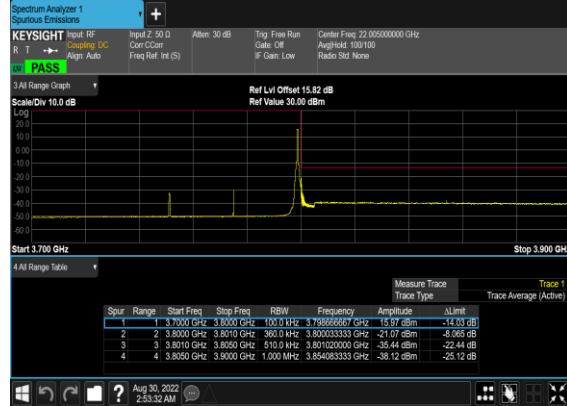 Spectrum Analyzer 1
Spurious Emissions
+
KEYSIGHT Input: RF Input Z: 50 Ω Atten: 30 dB Trig: Free Run Center Freq: 22.005000000 GHz
R T Coupling: DC Corr CCorr Gate: Off Avg|Hold: 100/100
Align: Auto Freq Ref: Int (S) IF Gain: Low Radio Std: None
PASS
3 All Range Graph
Ref Lvl Offset 15.82 dB
Scale/Div 10.0 dB Ref Value 30.00 dBm
Log
20.0
10.0
0.00
-10.0
-20.0
-30.0
-40.0
-50.0
-60.0
Start 3.700 GHz Stop 3.900 GHz
4 All Range Table
Measure Trace Trace 1
Trace Type Trace Average (Active)
Spur Range Start Freq Stop Freq RBW Frequency Amplitude ΔLimit
1 1 3.7000 GHz 3.8000 GHz 100.0 kHz 3.798666667 GHz 15.97 dBm -14.03 dB
2 2 3.8000 GHz 3.8010 GHz 360.0 kHz 3.800033333 GHz -21.07 dBm -8.065 dB
3 3 3.8010 GHz 3.8050 GHz 510.0 kHz 3.801020000 GHz -35.44 dBm -22.44 dB
4 4 3.8050 GHz 3.9000 GHz 1.000 MHz 3.854083333 GHz -38.12 dBm -25.12 dB
? Aug 30, 2022
2:53:32 AM